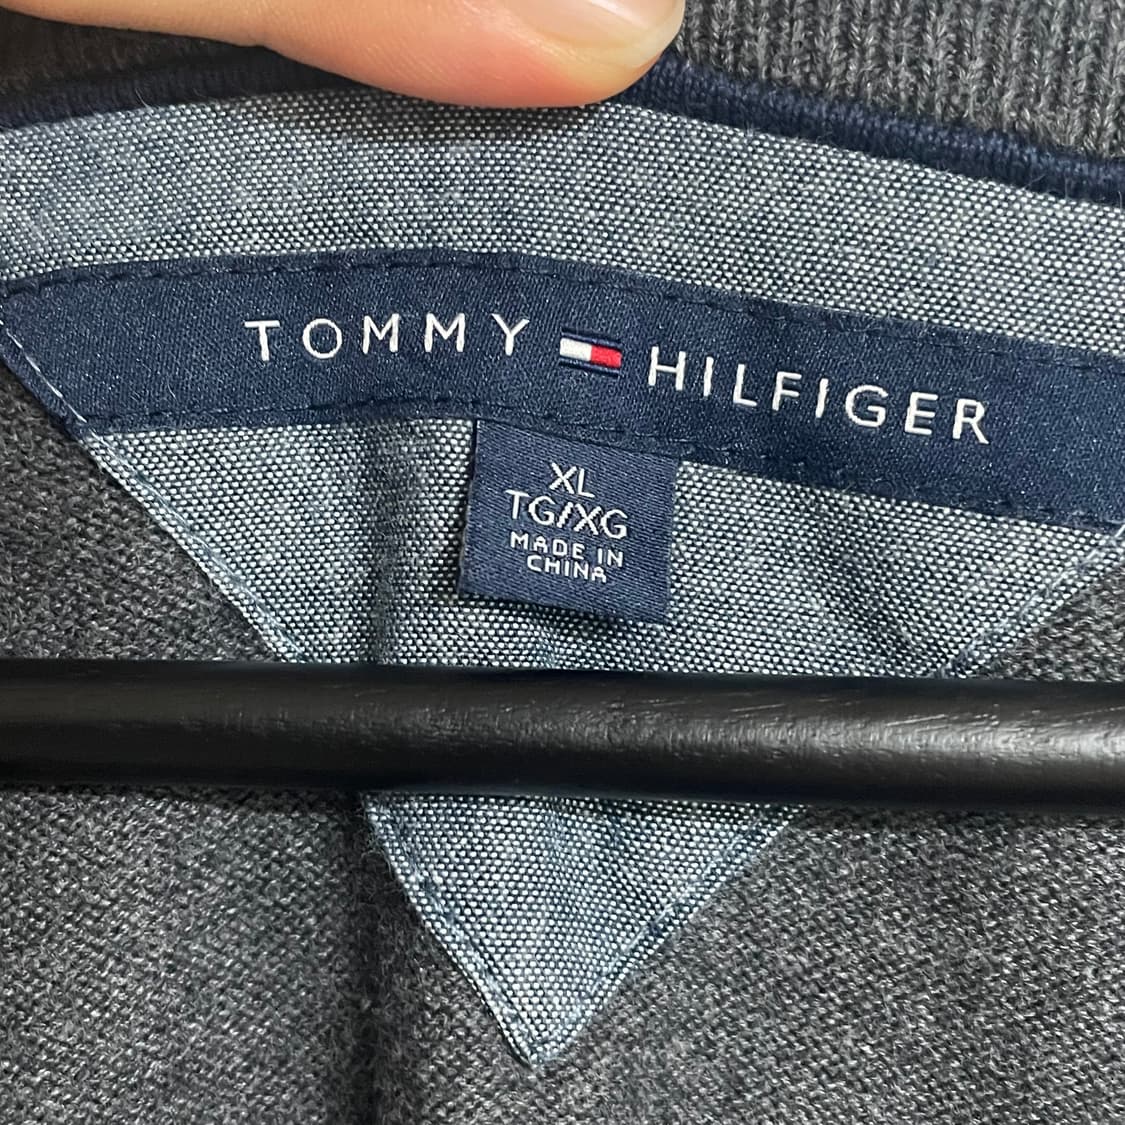 TOMMY HILFIGER
XL
TG/XG
MADE IN
CHINA